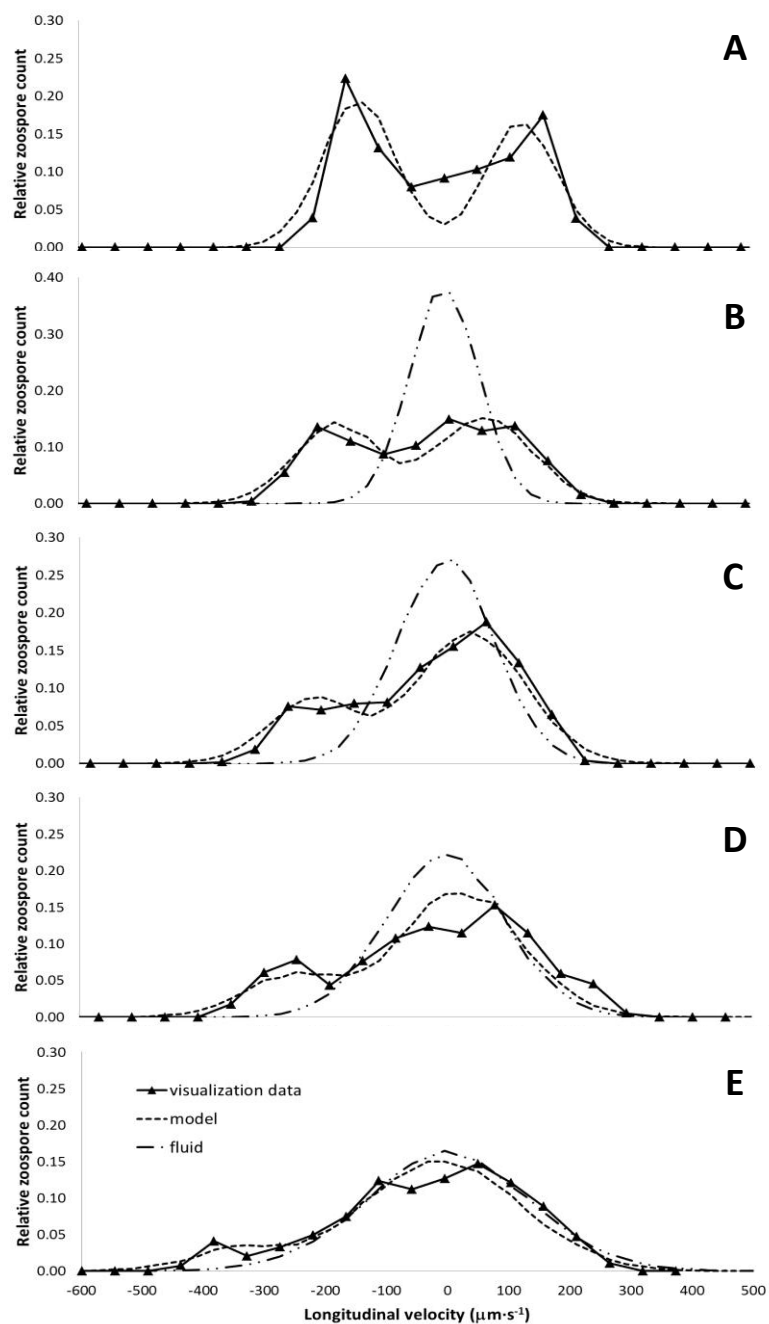 0.30
0.25
0.20
0.15
0.10
0.05
0.00
Relative zoospore count
A
0.40
0.30
0.20
0.10
0.00
Relative zoospore count
B
0.30
0.25
0.20
0.15
0.10
0.05
0.00
Relative zoospore count
C
0.30
0.25
0.20
0.15
0.10
0.05
0.00
Relative zoospore count
D
0.30
0.25
0.20
0.15
0.10
0.05
0.00
Relative zoospore count
E
visualization data
model
fluid
-600 -500 -400 -300 -200 -100 0 100 200 300 400 500
Longitudinal velocity (μm·s⁻¹)